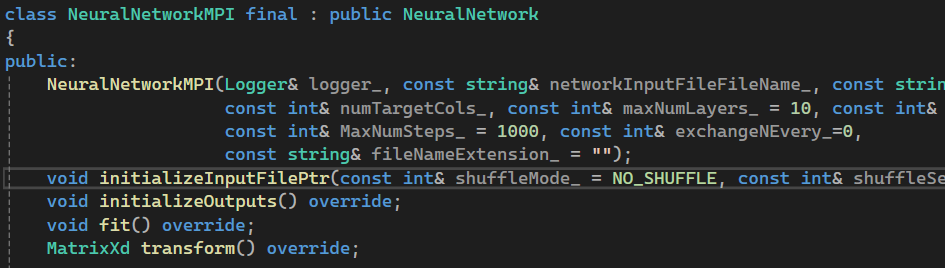 class NeuralNetworkMPI final : public NeuralNetwork
{
public:
    NeuralNetworkMPI(Logger& logger_, const string& networkInputFileFileName_, const
                     const int& numTargetCols_, const int& maxNumLayers_ = 10, const int&
                     const int& MaxNumSteps_ = 1000, const int& exchangeNEvery_=0,
                     const string& fileNameExtension_ = "");
    void initializeInputFilePtr(const int& shuffleMode_ = NO_SHUFFLE, const int&
    void initializeOutputs() override;
    void fit() override;
    MatrixXd transform() override;